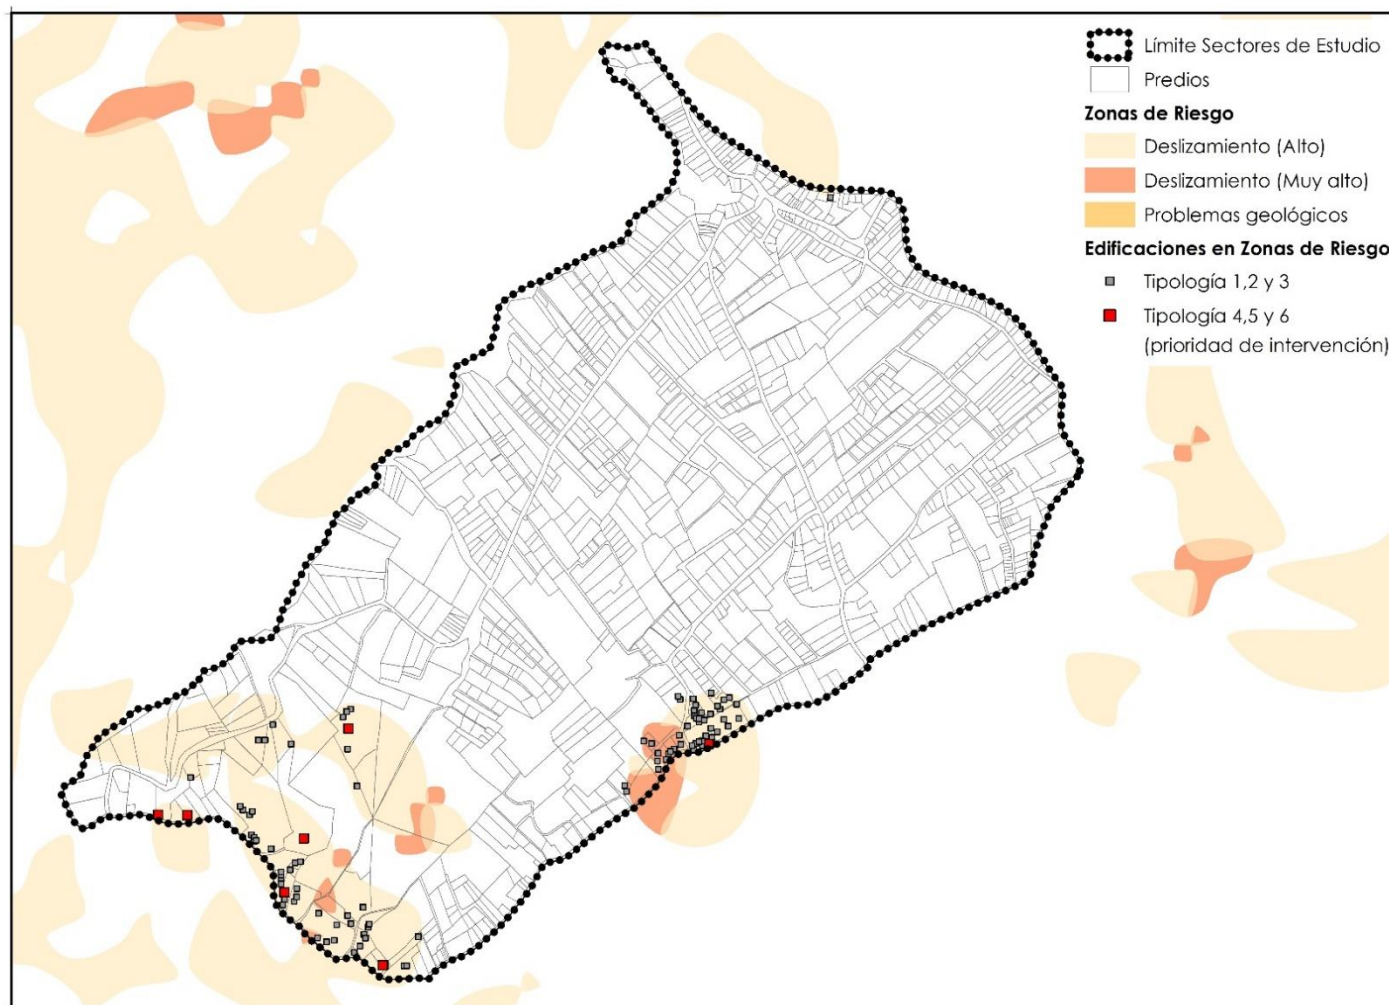 Límite Sectores de Estudio
Predios
Zonas de Riesgo
Deslizamiento (Alto)
Deslizamiento (Muy alto)
Problemas geológicos
Edificaciones en Zonas de Riesgo
Tipología 1,2 y 3
Tipología 4,5 y 6
(prioridad de intervención)